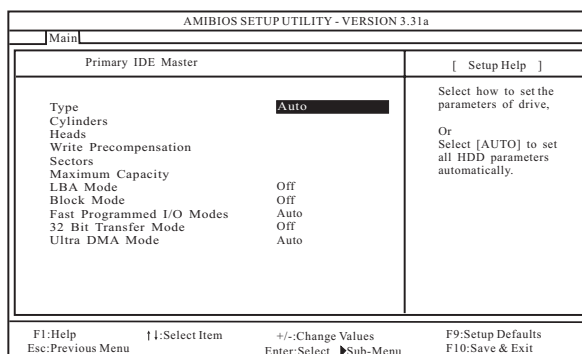 AMIBIOS SETUP UTILITY - VERSION 3.31a
Main
Primary IDE Master
[ Setup Help ]
Type Auto
Cylinders
Heads
Write Precompensation
Sectors
Maximum Capacity
LBA Mode Off
Block Mode Off
Fast Programmed I/O Modes Auto
32 Bit Transfer Mode Off
Ultra DMA Mode Auto
Select how to set the
parameters of drive,
Or
Select [AUTO] to set
all HDD parameters
automatically.
F1:Help ↑↓:Select Item +/-:Change Values F9:Setup Defaults
Esc:Previous Menu Enter:Select ▶Sub-Menu F10:Save & Exit